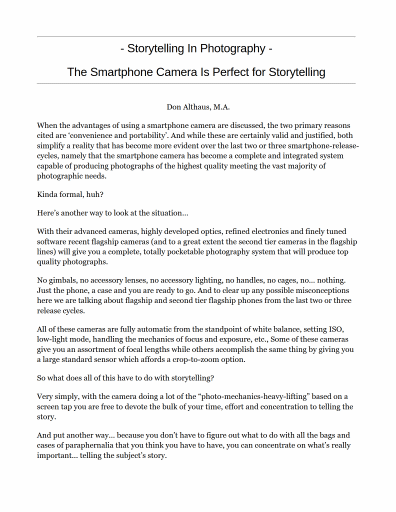 - Storytelling In Photography -
The Smartphone Camera Is Perfect for Storytelling
Don Althaus, M.A.
When the advantages of using a smartphone camera are discussed, the two primary reasons
cited are ‘convenience and portability’. And while these are certainly valid and justified, both
simplify a reality that has become more evident over the last two or three smartphone-release-
cycles, namely that the smartphone camera has become a complete and integrated system
capable of producing photographs of the highest quality meeting the vast majority of
photographic needs.
Kinda formal, huh?
Here’s another way to look at the situation…
With their advanced cameras, highly developed optics, refined electronics and finely tuned
software recent flagship cameras (and to a great extent the second tier cameras in the flagship
lines) will give you a complete, totally pocketable photography system that will produce top
quality photographs.
No gimbals, no accessory lenses, no accessory lighting, no handles, no cages, no… nothing.
Just the phone, a case and you are ready to go. And to clear up any possible misconceptions
here we are talking about flagship and second tier flagship phones from the last two or three
release cycles.
All of these cameras are fully automatic from the standpoint of white balance, setting ISO,
low-light mode, handling the mechanics of focus and exposure, etc., Some of these cameras
give you an assortment of focal lengths while others accomplish the same thing by giving you
a large standard sensor which affords a crop-to-zoom option.
So what does all of this have to do with storytelling?
Very simply, with the camera doing a lot of the “photo-mechanics-heavy-lifting” based on a
screen tap you are free to devote the bulk of your time, effort and concentration to telling the
story.
And put another way… because you don’t have to figure out what to do with all the bags and
cases of paraphernalia that you think you have to have, you can concentrate on what’s really
important… telling the subject’s story.